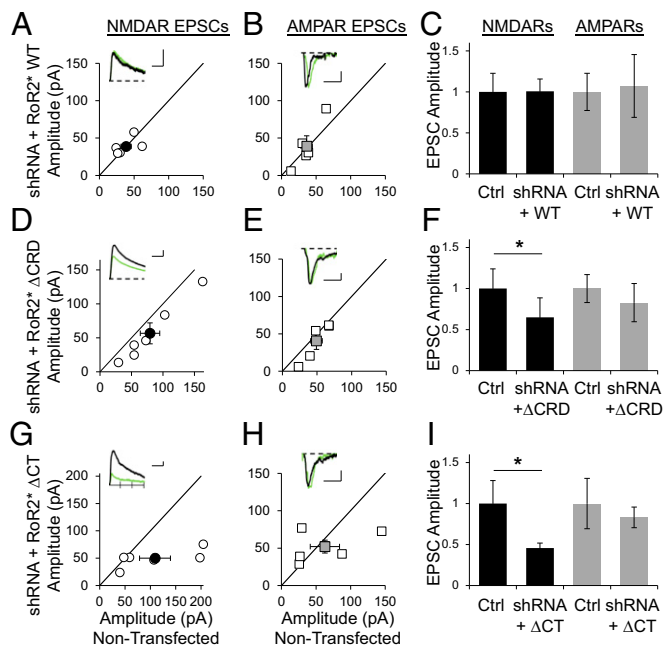 A
NMDAR EPSCs
B
AMPAR EPSCs
C
NMDARs
AMPARs
shRNA + RoR2* WT
Amplitude (pA)
150
100
50
0
0
50
100
150
150
100
50
0
0
50
100
150
EPSC Amplitude
1.5
1
0.5
0
Ctrl
shRNA
+ WT
Ctrl
shRNA
+ WT
D
E
F
shRNA + RoR2* ΔCRD
Amplitude (pA)
150
100
50
0
0
50
100
150
150
100
50
0
0
50
100
150
EPSC Amplitude
1.5
1
0.5
0
*
Ctrl
shRNA
+ΔCRD
Ctrl
shRNA
+ΔCRD
G
H
I
shRNA + RoR2* ΔCT
Amplitude (pA)
200
150
100
50
0
0
50
100
150
200
Amplitude (pA)
Non-Transfected
150
100
50
0
0
50
100
150
Amplitude (pA)
Non-Transfected
EPSC Amplitude
1.5
1
0.5
0
*
Ctrl
shRNA
+ ΔCT
Ctrl
shRNA
+ ΔCT